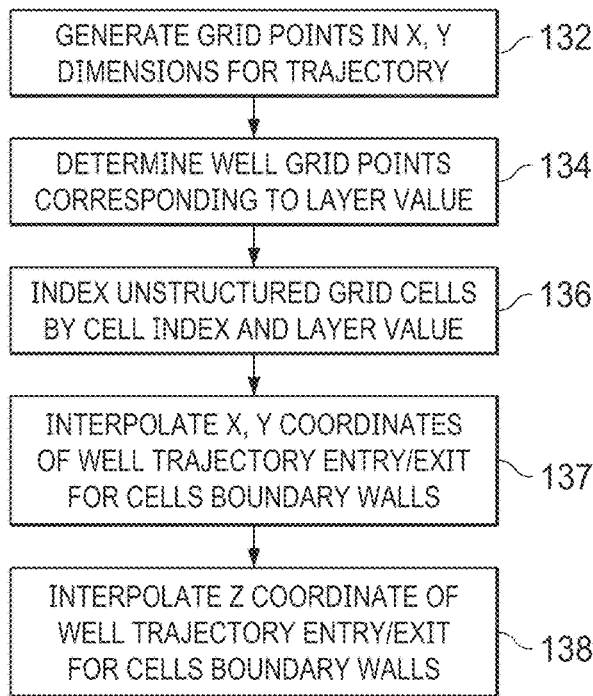 GENERATE GRID POINTS IN X, Y
DIMENSIONS FOR TRAJECTORY
132
DETERMINE WELL GRID POINTS
CORRESPONDING TO LAYER VALUE
134
INDEX UNSTRUCTURED GRID CELLS
BY CELL INDEX AND LAYER VALUE
136
INTERPOLATE X, Y COORDINATES
OF WELL TRAJECTORY ENTRY/EXIT
FOR CELLS BOUNDARY WALLS
137
INTERPOLATE Z COORDINATE OF
WELL TRAJECTORY ENTRY/EXIT
FOR CELLS BOUNDARY WALLS
138